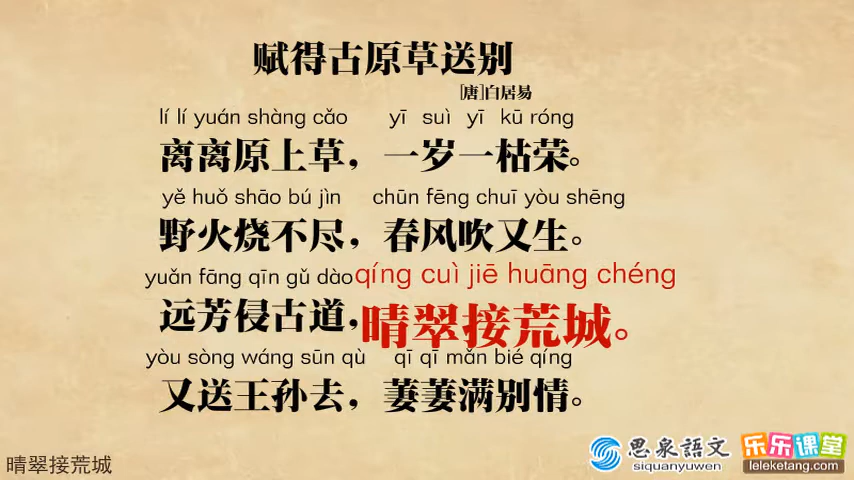 赋得古原草送别
[唐]白居易
lí lí yuán shàng cǎo yī suì yī kū róng
离离原上草，一岁一枯荣。
yě huǒ shāo bú jìn chūn fēng chuī yòu shēng
野火烧不尽，春风吹又生。
yuǎn fāng qīn gǔ dào qíng cuì jiē huāng chéng
远芳侵古道，晴翠接荒城。
yòu sòng wáng sūn qù qī qī mǎn bié qíng
又送王孙去，萋萋满别情。
晴翠接荒城
思泉語文
siquanyuwen
乐乐课堂
leleketang.com